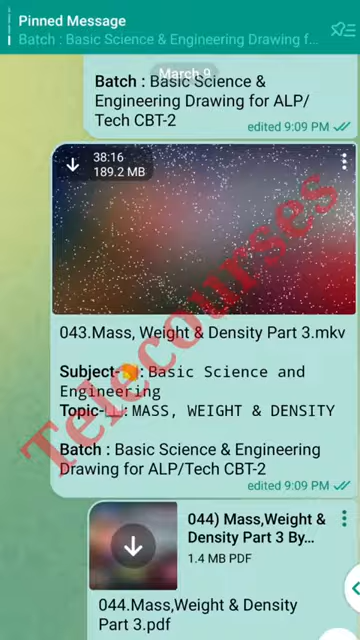 Pinned Message
Batch : Basic Science & Engineering Drawing f...
March 9
Batch : Basic Science &
Engineering Drawing for ALP/
Tech CBT-2
edited 9:09 PM
38:16
189.2 MB
043.Mass, Weight & Density Part 3.mkv
Subject-👇:Basic Science and
Engineering
Topic-📖:MASS, WEIGHT & DENSITY
Batch : Basic Science & Engineering
Drawing for ALP/Tech CBT-2
edited 9:09 PM
044) Mass,Weight &
Density Part 3 By...
1.4 MB PDF
044.Mass,Weight & Density
Part 3.pdf
Telecourses